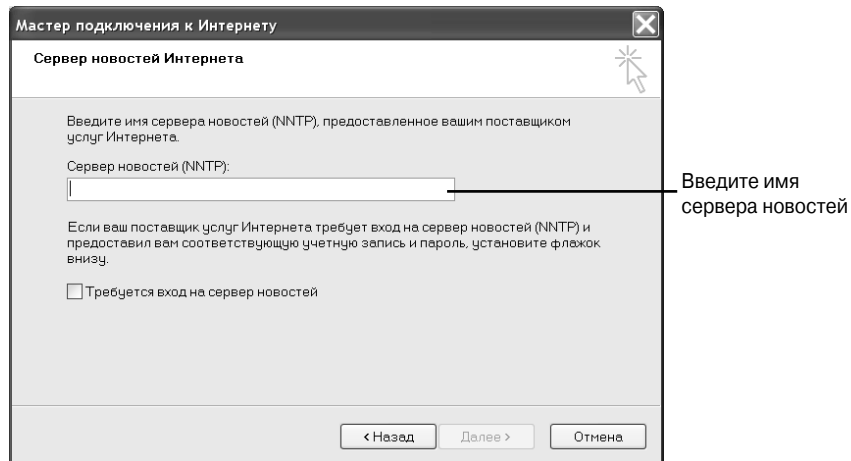 Мастер подключения к Интернету
Сервер новостей Интернета
Введите имя сервера новостей (NNTP), предоставленное вашим поставщиком
услуг Интернета.
Сервер новостей (NNTP):
Введите имя
сервера новостей
Если ваш поставщик услуг Интернета требует вход на сервер новостей (NNTP) и
предоставил вам соответствующую учетную запись и пароль, установите флажок
внизу.
Требуется вход на сервер новостей
< Назад
Далее >
Отмена